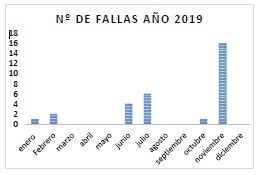 Nº DE FALLAS AÑO 2019
18
16
14
12
10
8
6
4
2
0
enero
Febrero
marzo
abril
mayo
junio
julio
agosto
septiembre
octubre
noviembre
diciembre